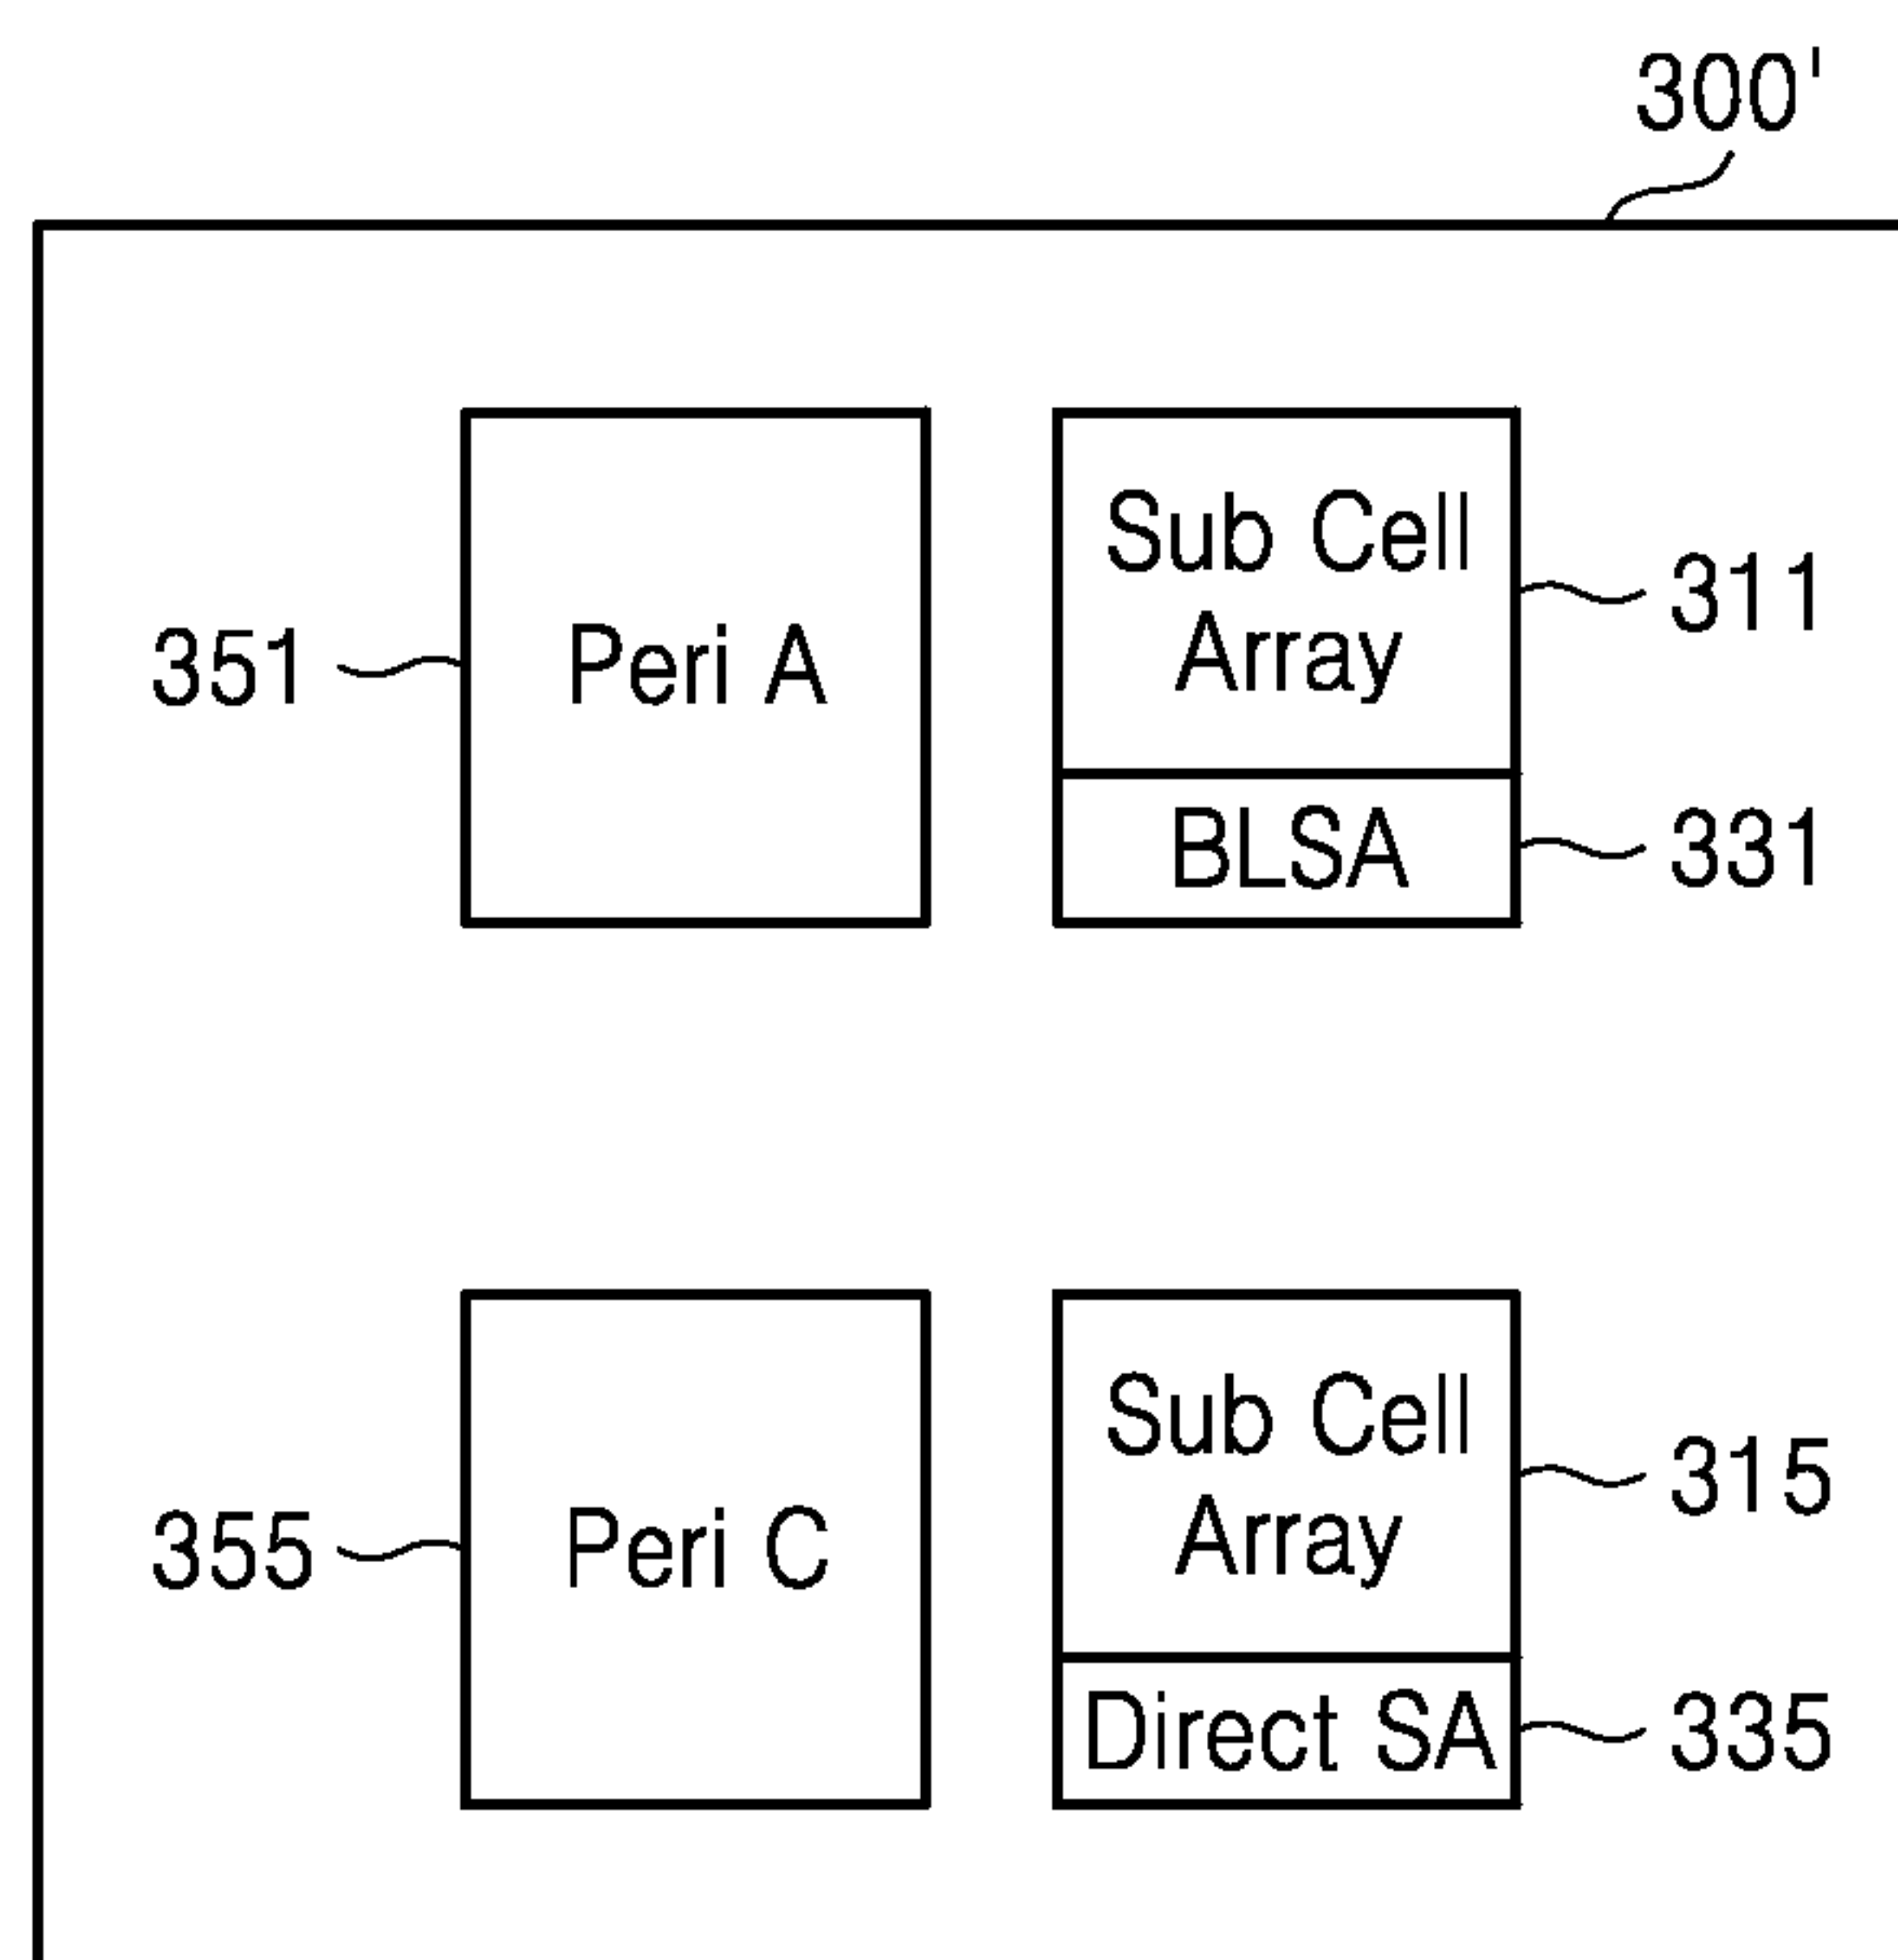 300'
351
Peri A
Sub Cell
Array
311
BLSA
331
355
Peri C
Sub Cell
Array
315
Direct SA
335